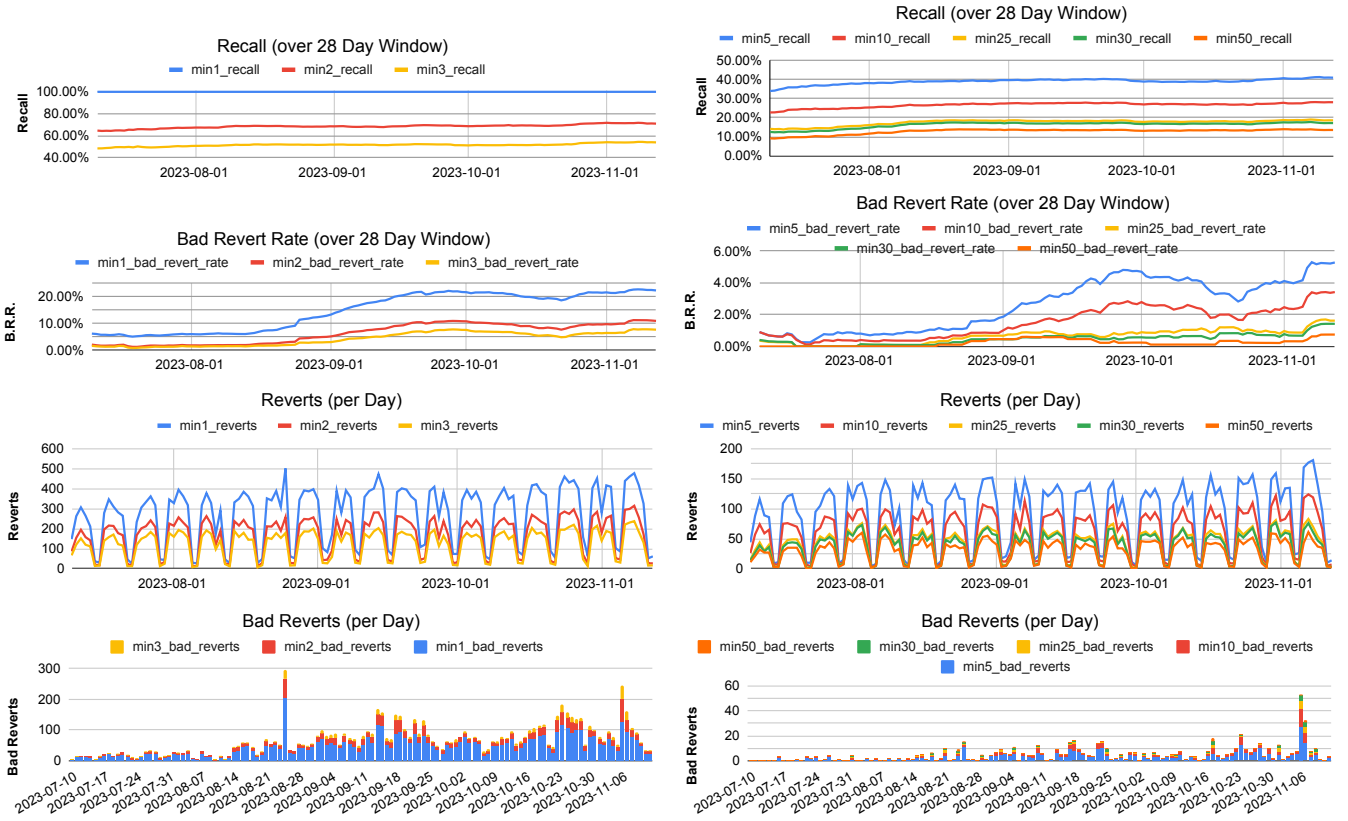 Recall (over 28 Day Window)
min1_recall min2_recall min3_recall
Recall
100.00%
80.00%
60.00%
40.00%
2023-08-01 2023-09-01 2023-10-01 2023-11-01
Recall (over 28 Day Window)
min5_recall min10_recall min25_recall min30_recall min50_recall
Recall
50.00%
40.00%
30.00%
20.00%
10.00%
0.00%
2023-08-01 2023-09-01 2023-10-01 2023-11-01
Bad Revert Rate (over 28 Day Window)
min1_bad_revert_rate min2_bad_revert_rate min3_bad_revert_rate
B.R.R.
20.00%
10.00%
0.00%
2023-08-01 2023-09-01 2023-10-01 2023-11-01
Bad Revert Rate (over 28 Day Window)
min5_bad_revert_rate min10_bad_revert_rate min25_bad_revert_rate
min30_bad_revert_rate min50_bad_revert_rate
B.R.R.
6.00%
4.00%
2.00%
0.00%
2023-08-01 2023-09-01 2023-10-01 2023-11-01
Reverts (per Day)
min1_reverts min2_reverts min3_reverts
Reverts
600
500
400
300
200
100
0
2023-08-01 2023-09-01 2023-10-01 2023-11-01
Reverts (per Day)
min5_reverts min10_reverts min25_reverts min30_reverts min50_reverts
Reverts
200
150
100
50
0
2023-08-01 2023-09-01 2023-10-01 2023-11-01
Bad Reverts (per Day)
min3_bad_reverts min2_bad_reverts min1_bad_reverts
Bad Reverts
300
200
100
0
2023-07-10 2023-07-17 2023-07-24 2023-07-31 2023-08-07 2023-08-14 2023-08-21 2023-08-28 2023-09-04 2023-09-11 2023-09-18 2023-09-25 2023-10-02 2023-10-09 2023-10-16 2023-10-23 2023-10-30 2023-11-06
Bad Reverts (per Day)
min50_bad_reverts min30_bad_reverts min25_bad_reverts min10_bad_reverts
min5_bad_reverts
Bad Reverts
60
40
20
0
2023-07-10 2023-07-17 2023-07-24 2023-07-31 2023-08-07 2023-08-14 2023-08-21 2023-08-28 2023-09-04 2023-09-11 2023-09-18 2023-09-25 2023-10-02 2023-10-09 2023-10-16 2023-10-23 2023-10-30 2023-11-06